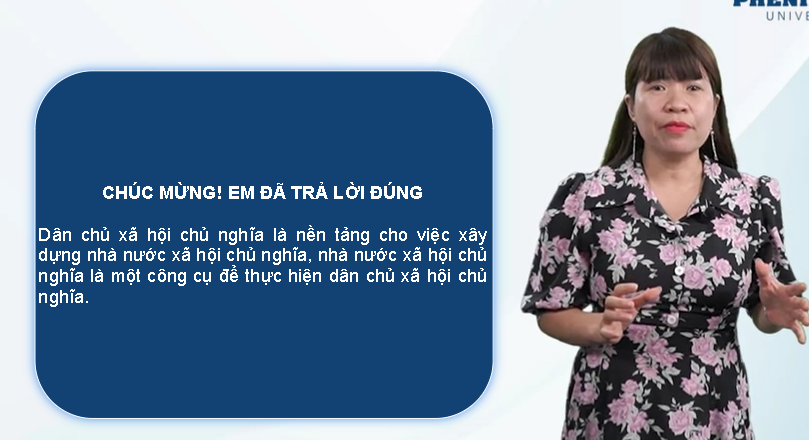 UNIVE
CHÚC MỪNG! EM ĐÃ TRẢ LỜI ĐÚNG
Dân chủ xã hội chủ nghĩa là nền tảng cho việc xây
dựng nhà nước xã hội chủ nghĩa, nhà nước xã hội chủ
nghĩa là một công cụ để thực hiện dân chủ xã hội chủ
nghĩa.